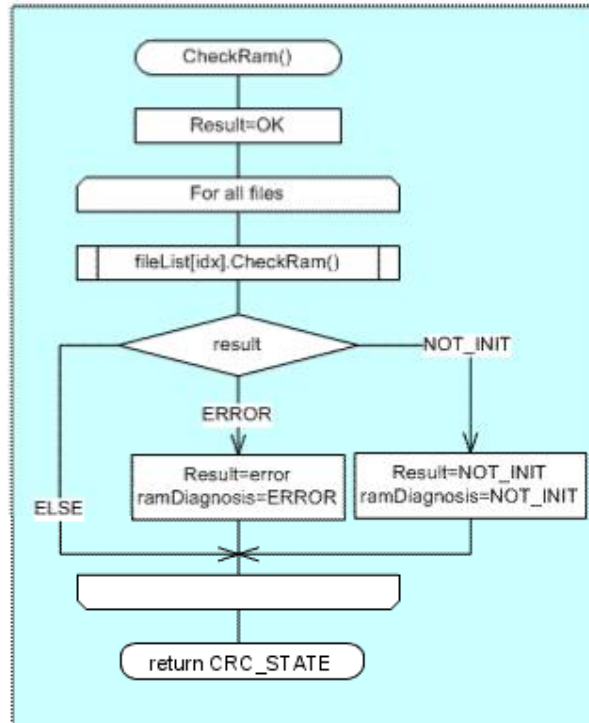 CheckRam()
Result=OK
For all files
fileList[idx].CheckRam()
result
NOT_INIT
ERROR
Result=error
ramDiagnosis=ERROR
Result=NOT_INIT
ramDiagnosis=NOT_INIT
ELSE
return CRC_STATE